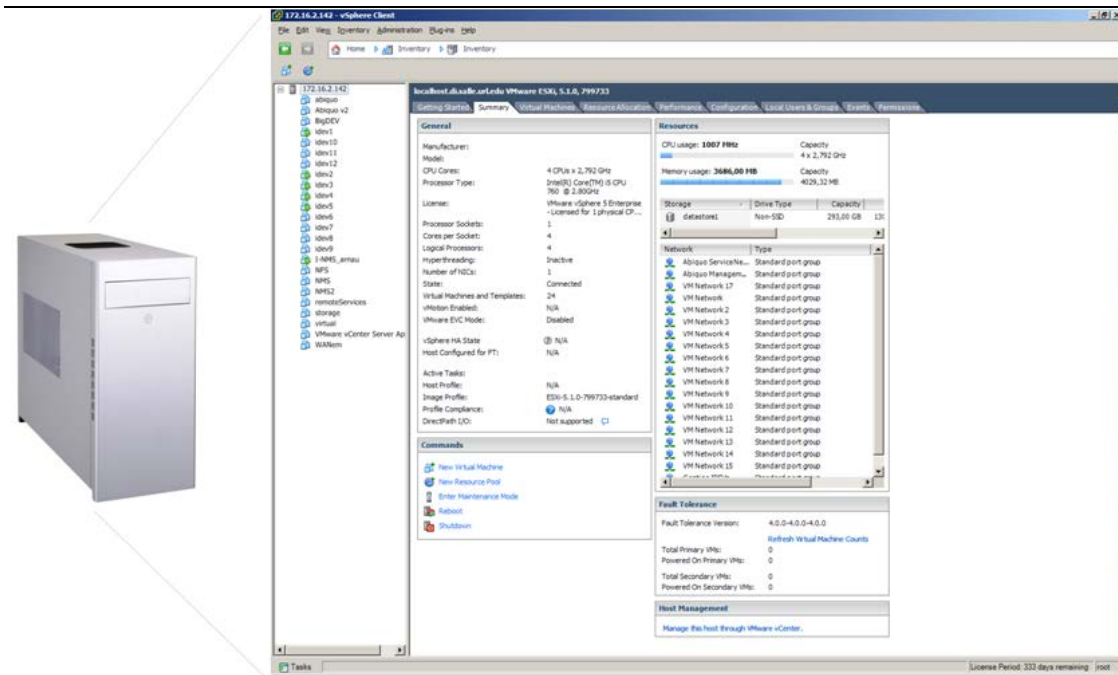 172.16.2.142 - vSphere Client
File Edit View Inventory Administration Plug-ins Help
Home Inventory Inventory
172.16.2.142
abiquo
Abiquo v2
BigDEV
idev1
idev10
idev11
idev12
idev2
idev3
idev4
idev5
idev6
idev7
idev8
idev9
I-NMS_arnau
NFS
NMS
NMS2
remoteServices
storage
virtual
VMware vCenter Server Ap
WANem
localhost.di.salle.url.edu VMware ESXi, 5.1.0, 799733
Getting Started Summary Virtual Machines Resource Allocation Performance Configuration Local Users & Groups Events Permissions
General
Manufacturer:
Model:
CPU Cores: 4 CPUs x 2,792 GHz
Processor Type: Intel(R) Core(TM) i5 CPU
760 @ 2.80GHz
License: VMware vSphere 5 Enterprise
- Licensed for 1 physical CP...
Processor Sockets: 1
Cores per Socket: 4
Logical Processors: 4
Hyperthreading: Inactive
Number of NICs: 1
State: Connected
Virtual Machines and Templates: 24
vMotion Enabled: N/A
VMware EVC Mode: Disabled
vSphere HA State N/A
Host Configured for FT: N/A
Active Tasks:
Host Profile: N/A
Image Profile: ESXi-5.1.0-799733-standard
Profile Compliance: N/A
DirectPath I/O: Not supported
Commands
New Virtual Machine
New Resource Pool
Enter Maintenance Mode
Reboot
Shutdown
Resources
CPU usage: 1007 MHz Capacity
4 x 2,792 GHz
Memory usage: 3686,00 MB Capacity
4029,32 MB
Storage Drive Type Capacity
datastore1 Non-SSD 293,00 GB
Network Type
Abiquo ServiceNe... Standard port group
Abiquo Managem... Standard port group
VM Network 17 Standard port group
VM Network Standard port group
VM Network 2 Standard port group
VM Network 3 Standard port group
VM Network 4 Standard port group
VM Network 5 Standard port group
VM Network 6 Standard port group
VM Network 7 Standard port group
VM Network 8 Standard port group
VM Network 9 Standard port group
VM Network 10 Standard port group
VM Network 11 Standard port group
VM Network 12 Standard port group
VM Network 13 Standard port group
VM Network 14 Standard port group
VM Network 15 Standard port group
Standard port group
Fault Tolerance
Fault Tolerance Version: 4.0.0-4.0.0-4.0.0
Refresh Virtual Machine Counts
Total Primary VMs: 0
Powered On Primary VMs: 0
Total Secondary VMs: 0
Powered On Secondary VMs: 0
Host Management
Manage this host through VMware vCenter.
Tasks
License Period: 333 days remaining root